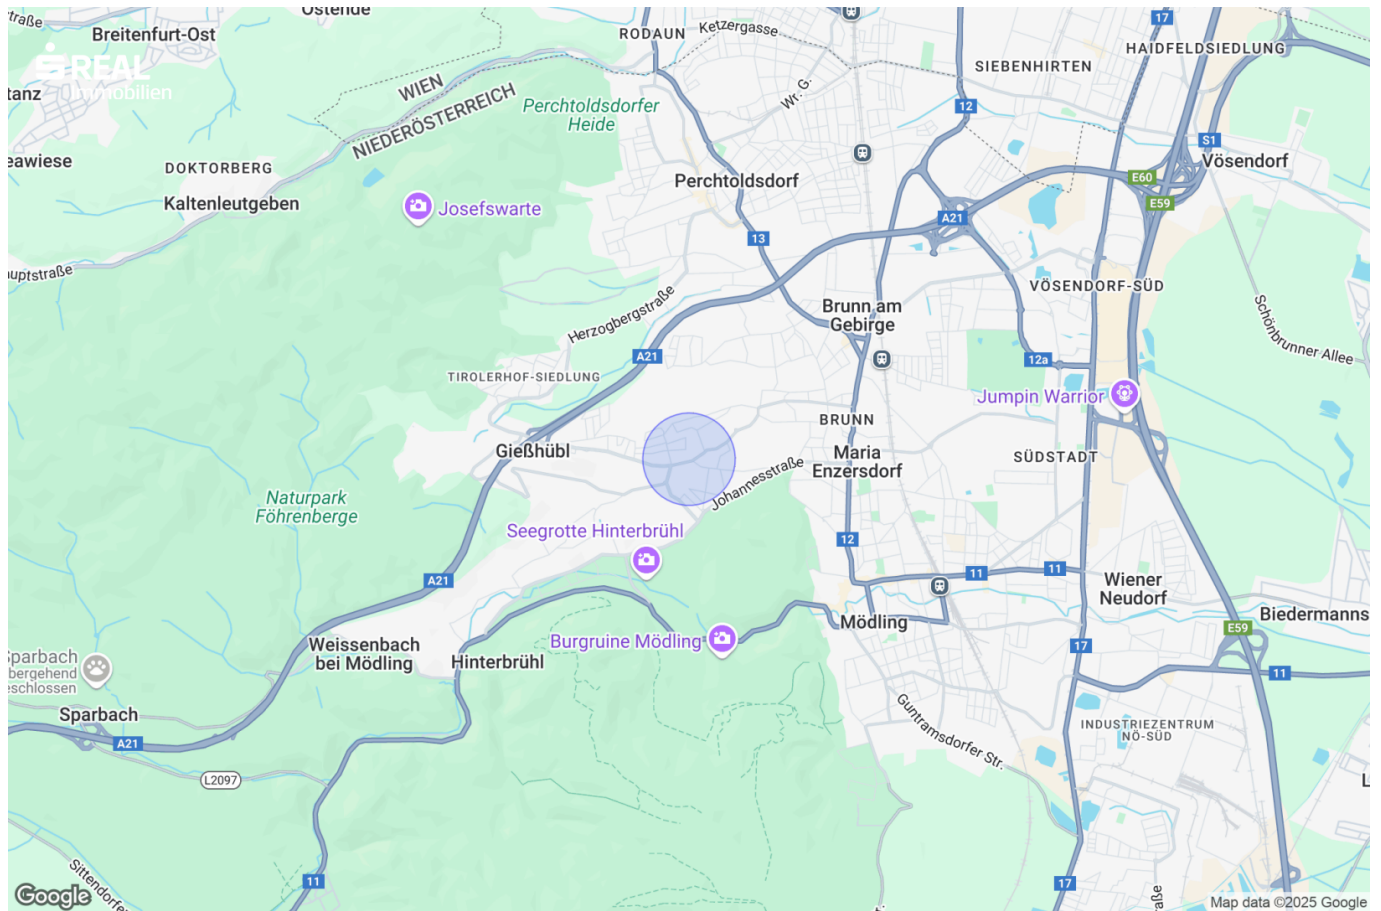 straße
Ostende
Breitenfurt-Ost
RODAUN
Ketzergasse
17
HAIDFELDSIEDLUNG
SIEBENHIRTEN
S REAL
Immobilien
tanz
WIEN
NIEDERÖSTERREICH
Perchtoldsdorfer
Heide
Wr. G.
12
S1
Vösendorf
eawiese
DOKTORBERG
Kaltenleutgeben
Josefswarte
Perchtoldsdorf
E60
E59
A21
13
uptstraße
VÖSENDORF-SÜD
Herzogbergstraße
Brunn am
Gebirge
Schönbrunner Allee
A21
12a
TIROLERHOF-SIEDLUNG
Jumpin Warrior
BRUNN
Gießhübl
Maria
Enzersdorf
SÜDSTADT
Johannesstraße
Naturpark
Föhrenberge
Seegrotte Hinterbrühl
12
A21
11
11
Wiener
Neudorf
Biedermanns
Mödling
E59
Burgruine Mödling
Weissenbach
bei Mödling
Hinterbrühl
17
11
Sparbach
bergehend
eschlossen
Sparbach
A21
Guntramsdorfer Str.
INDUSTRIEZENTRUM
NÖ-SÜD
L2097
L
Sittendorfer
11
17
straße
Google
Map data ©2025 Google